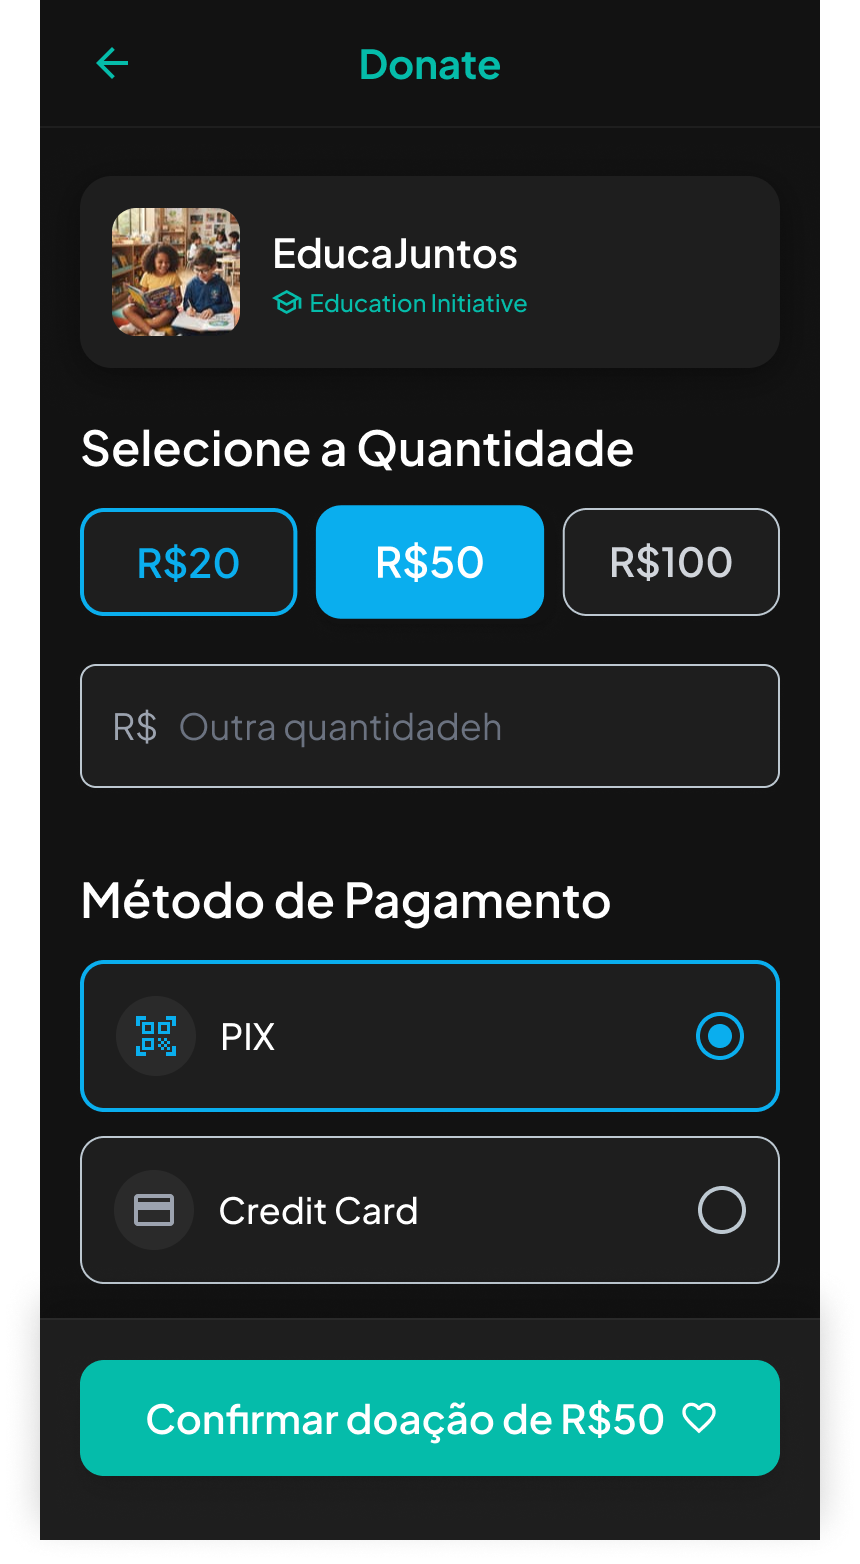 Donate
EducaJuntos
Education Initiative
Selecione a Quantidade
R$20
R$50
R$100
R$ Outra quantidadeh
Método de Pagamento
PIX
Credit Card
Confirmar doação de R$50